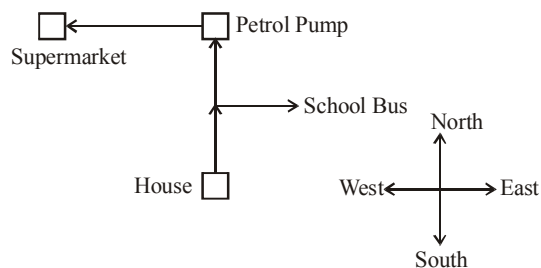 Petrol Pump
Supermarket
School Bus
North
House
West
East
South